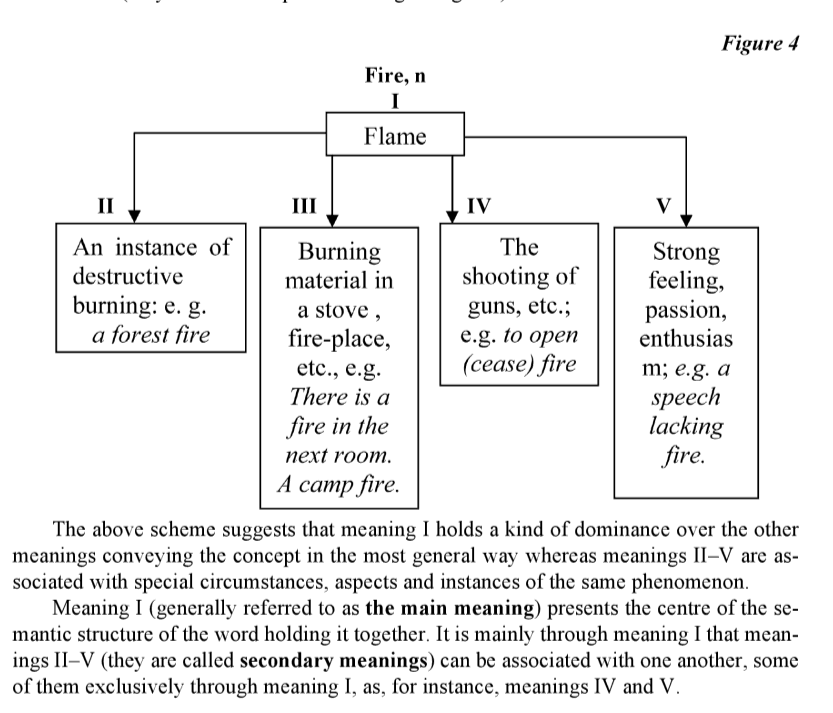 Figure 4
Fire, n
I
Flame
II
An instance of
destructive
burning: e. g.
a forest fire
III
Burning
material in
a stove ,
fire-place,
etc., e.g.
There is a
fire in the
next room.
A camp fire.
IV
The
shooting of
guns, etc.;
e.g. to open
(cease) fire
V
Strong
feeling,
passion,
enthusias
m; e.g. a
speech
lacking
fire.
The above scheme suggests that meaning I holds a kind of dominance over the other
meanings conveying the concept in the most general way whereas meanings II–V are as-
sociated with special circumstances, aspects and instances of the same phenomenon.
Meaning I (generally referred to as the main meaning) presents the centre of the se-
mantic structure of the word holding it together. It is mainly through meaning I that mean-
ings II–V (they are called secondary meanings) can be associated with one another, some
of them exclusively through meaning I, as, for instance, meanings IV and V.